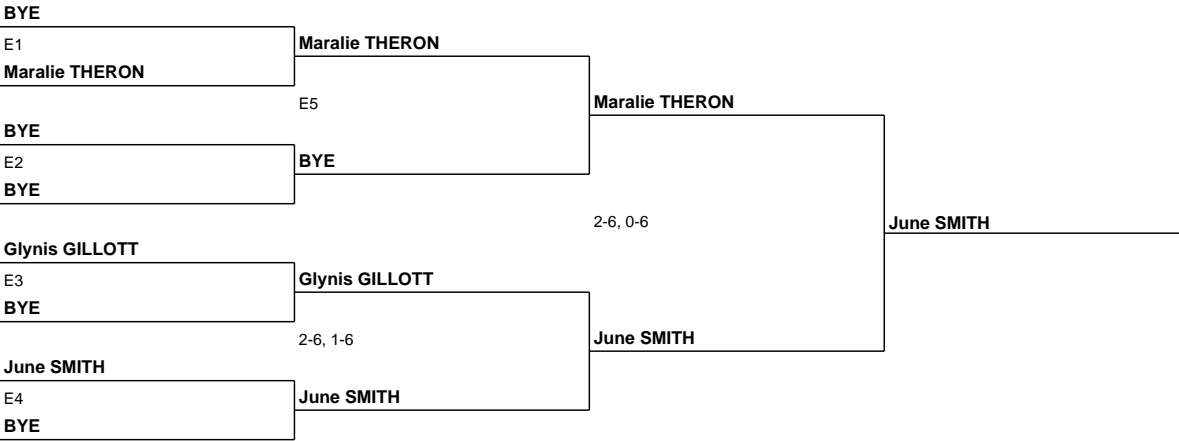 BYE
E1
Maralie THERON
Maralie THERON
E5
BYE
E2
BYE
BYE
Maralie THERON
2-6, 0-6
Glynis GILLOTT
E3
BYE
Glynis GILLOTT
2-6, 1-6
June SMITH
E4
BYE
June SMITH
June SMITH
June SMITH